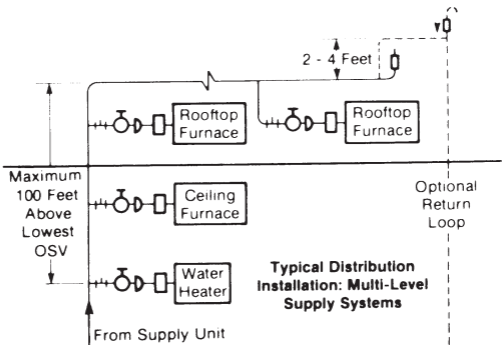 2 - 4 Feet
Rooftop
Furnace
Rooftop
Furnace
Maximum
100 Feet
Above
Lowest
OSV
Ceiling
Furnace
Optional
Return
Loop
Water
Heater
Typical Distribution
Installation: Multi-Level
Supply Systems
From Supply Unit